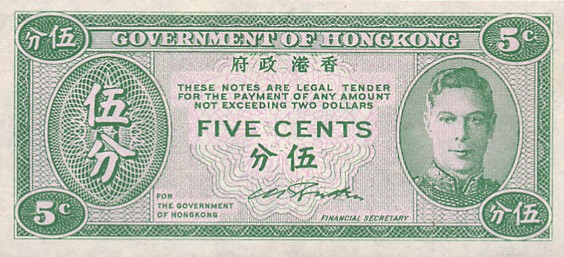 分伍
GOVERNMENT OF HONGKONG
5c
府政港香
THESE NOTES ARE LEGAL TENDER
FOR THE PAYMENT OF ANY AMOUNT
NOT EXCEEDING TWO DOLLARS
伍
分
FIVE CENTS
分伍
FOR
THE GOVERNMENT
OF HONGKONG
FINANCIAL SECRETARY
5c
分伍